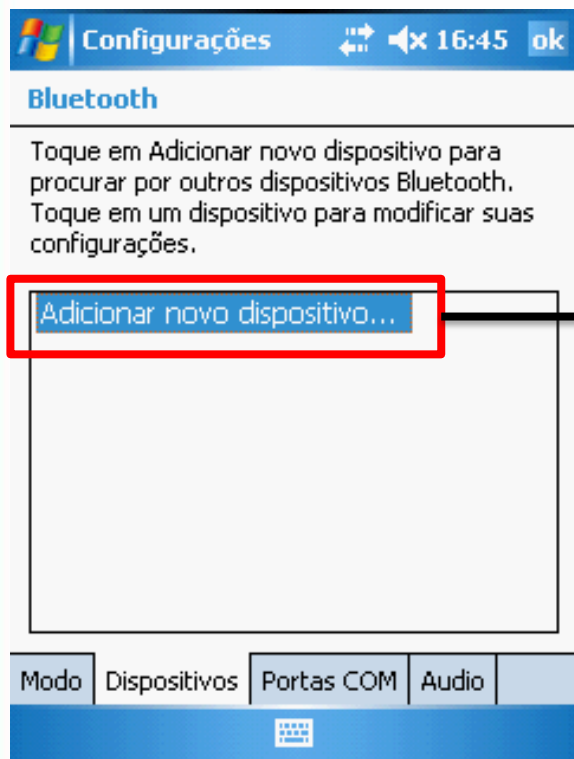 Configurações 16:45 ok
Bluetooth
Toque em Adicionar novo dispositivo para
procurar por outros dispositivos Bluetooth.
Toque em um dispositivo para modificar suas
configurações.
Adicionar novo dispositivo...
Modo Dispositivos Portas COM Audio